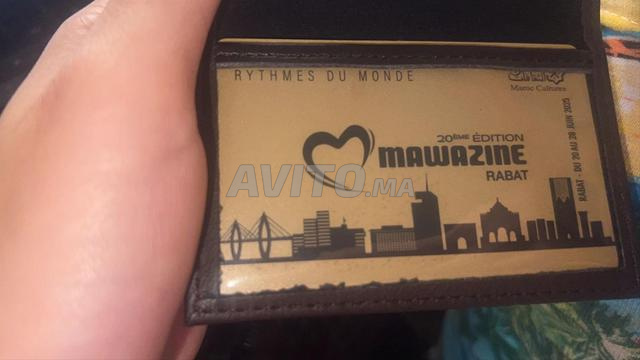 RYTHMES DU MONDE
Maroc Cultures
20ÈME ÉDITION
MAWAZINE
RABAT
RABAT - DU 20 AU 28 JUIN 2025
AVITO.ma